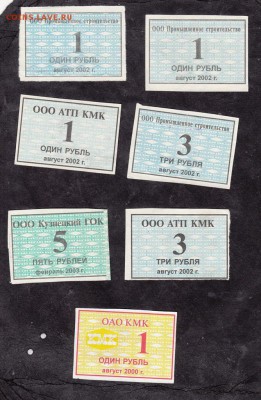 COINS.LAVE.RU
ООО Промышленное строительство
1
ОДИН РУБЛЬ
август 2002 г.
ООО Промышленное строительство
1
ОДИН РУБЛЬ
август 2002 г.
ООО АТП КМК
1
ОДИН РУБЛЬ
август 2002 г.
ООО Промышленное строительство
3
ТРИ РУБЛЯ
август 2002 г.
ООО Кузнецкий ГОК
5
ПЯТЬ РУБЛЕЙ
февраль 2003 г.
ООО АТП КМК
3
ТРИ РУБЛЯ
август 2002 г.
ОАО КМК
1
ОДИН РУБЛЬ
август 2000 г.